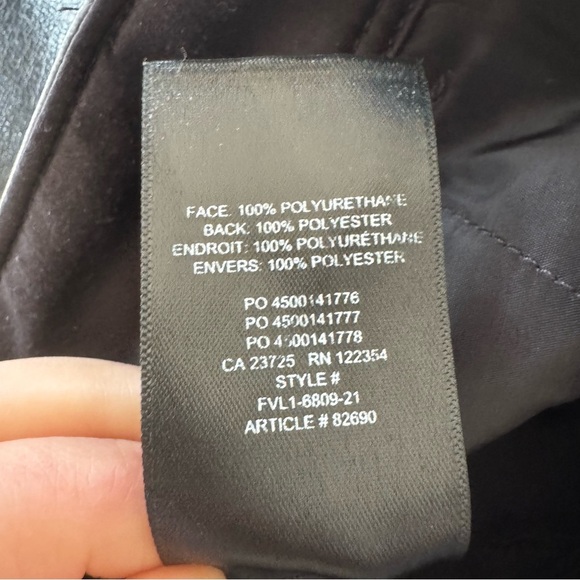 FACE: 100% POLYURETHANE
BACK: 100% POLYESTER
ENDROIT: 100% POLYURÉTHANE
ENVERS: 100% POLYESTER
PO 4500141776
PO 4500141777
PO 4500141778
CA 23725 RN 122354
STYLE #
FVL1-6809-21
ARTICLE # 82690